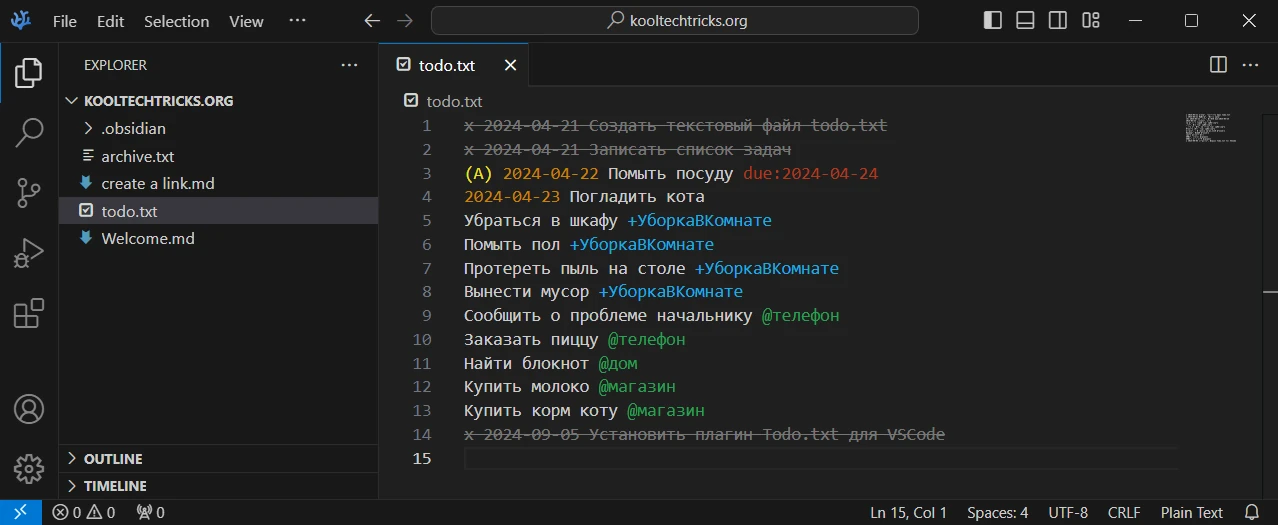 File Edit Selection View ··· kooltechtricks.org
EXPLORER ···
KOOLTECHTRICKS.ORG
.obsidian
archive.txt
create a link.md
todo.txt
Welcome.md
OUTLINE
TIMELINE
todo.txt
todo.txt
1 x 2024-04-21 Создать текстовый файл todo.txt
2 x 2024-04-21 Записать список задач
3 (A) 2024-04-22 Помыть посуду due:2024-04-24
4 2024-04-23 Погладить кота
5 Убраться в шкафу +УборкаВКомнате
6 Помыть пол +УборкаВКомнате
7 Протереть пыль на столе +УборкаВКомнате
8 Вынести мусор +УборкаВКомнате
9 Сообщить о проблеме начальнику @телефон
10 Заказать пиццу @телефон
11 Найти блокнот @дом
12 Купить молоко @магазин
13 Купить корм коту @магазин
14 x 2024-09-05 Установить плагин Todo.txt для VSCode
15
0 0 0 Ln 15, Col 1 Spaces: 4 UTF-8 CRLF Plain Text